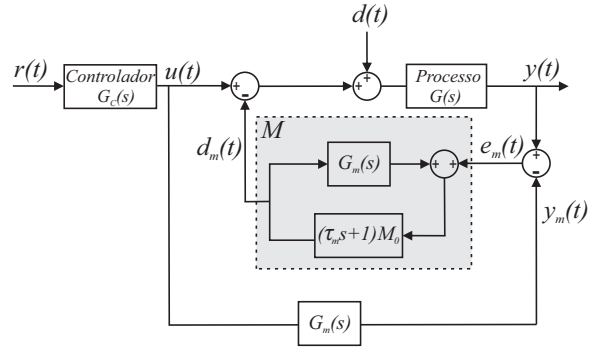 d(t)
r(t)
Controlador
G_c(s)
u(t)
Processo
G(s)
y(t)
+
-
+
+
M
d_m(t)
G_m(s)
+
+
e_m(t)
+
-
y_m(t)
(τ_m s+1)M_0
G_m(s)